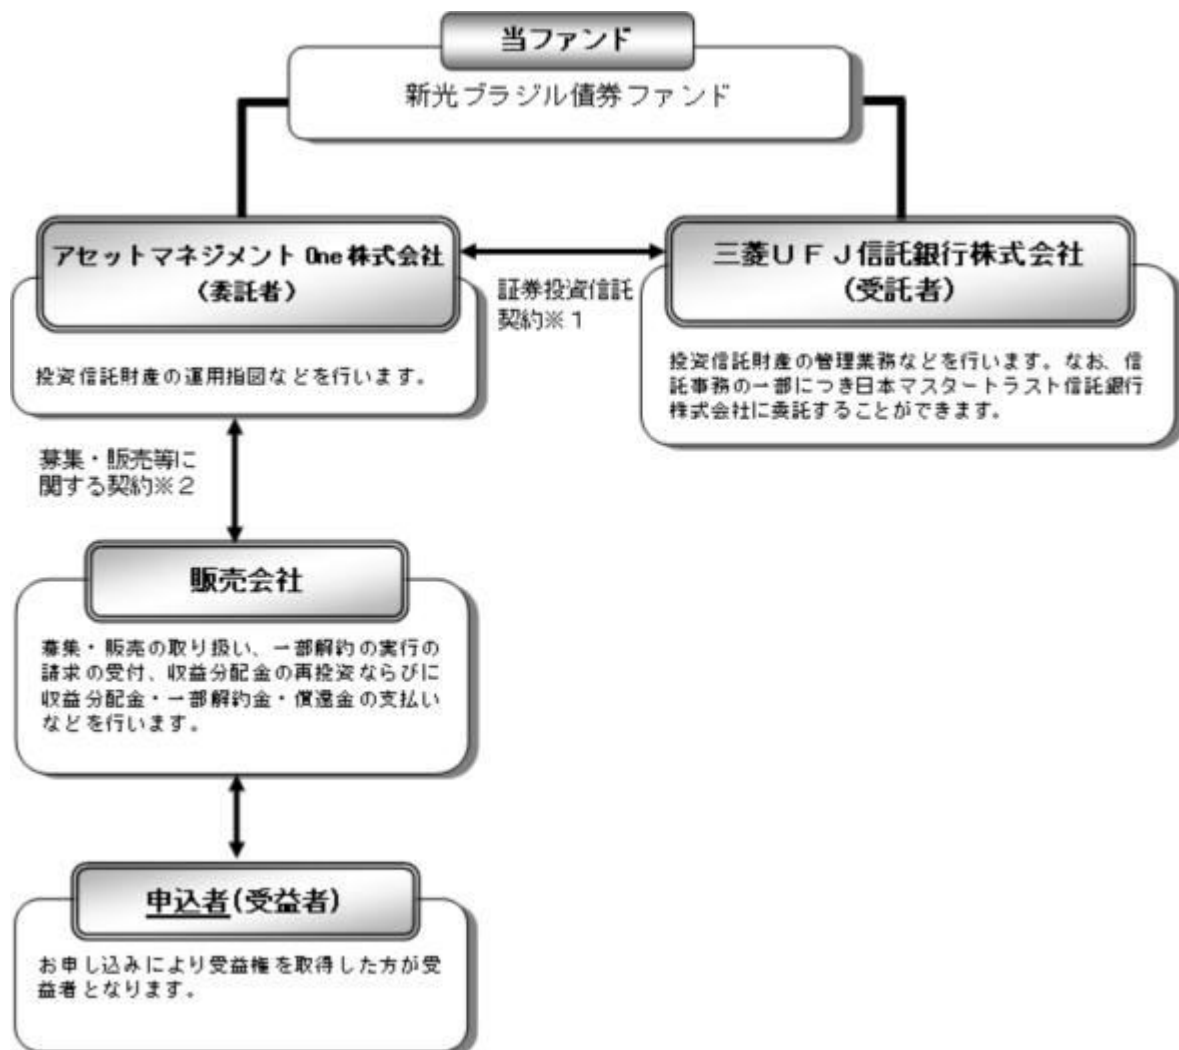 当ファンド
新光ブラジル債券ファンド
アセットマネジメントOne株式会社
(委託者)
投資信託財産の運用指図などを行います。
証券投資信託
契約※1
三菱UFJ信託銀行株式会社
(受託者)
投資信託財産の管理業務などを行います。なお、信
託事務の一部につき日本マスタートラスト信託銀行
株式会社に委託することができます。
募集・販売等に
関する契約※2
販売会社
募集・販売の取り扱い、一部解約の実行の
請求の受付、収益分配金の再投資ならびに
収益分配金・一部解約金・償還金の支払い
などを行います。
申込者(受益者)
お申し込みにより受益権を取得した方が受
益者となります。